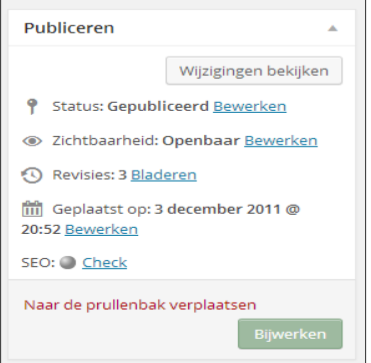 Publiceren
Wijzigingen bekijken
Status: Gepubliceerd Bewerken
Zichtbaarheid: Openbaar Bewerken
Revisies: 3 Bladeren
Geplaatst op: 3 december 2011 @
20:52 Bewerken
SEO: Check
Naar de prullenbak verplaatsen
Bijwerken